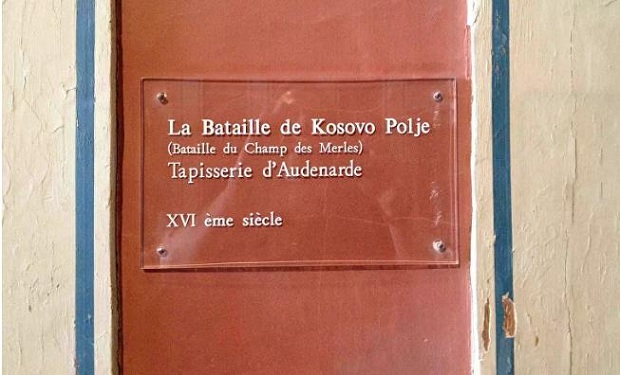 La Bataille de Kosovo Polje
(Bataille du Champ des Merles)
Tapisserie d'Audenarde
XVI ème siècle